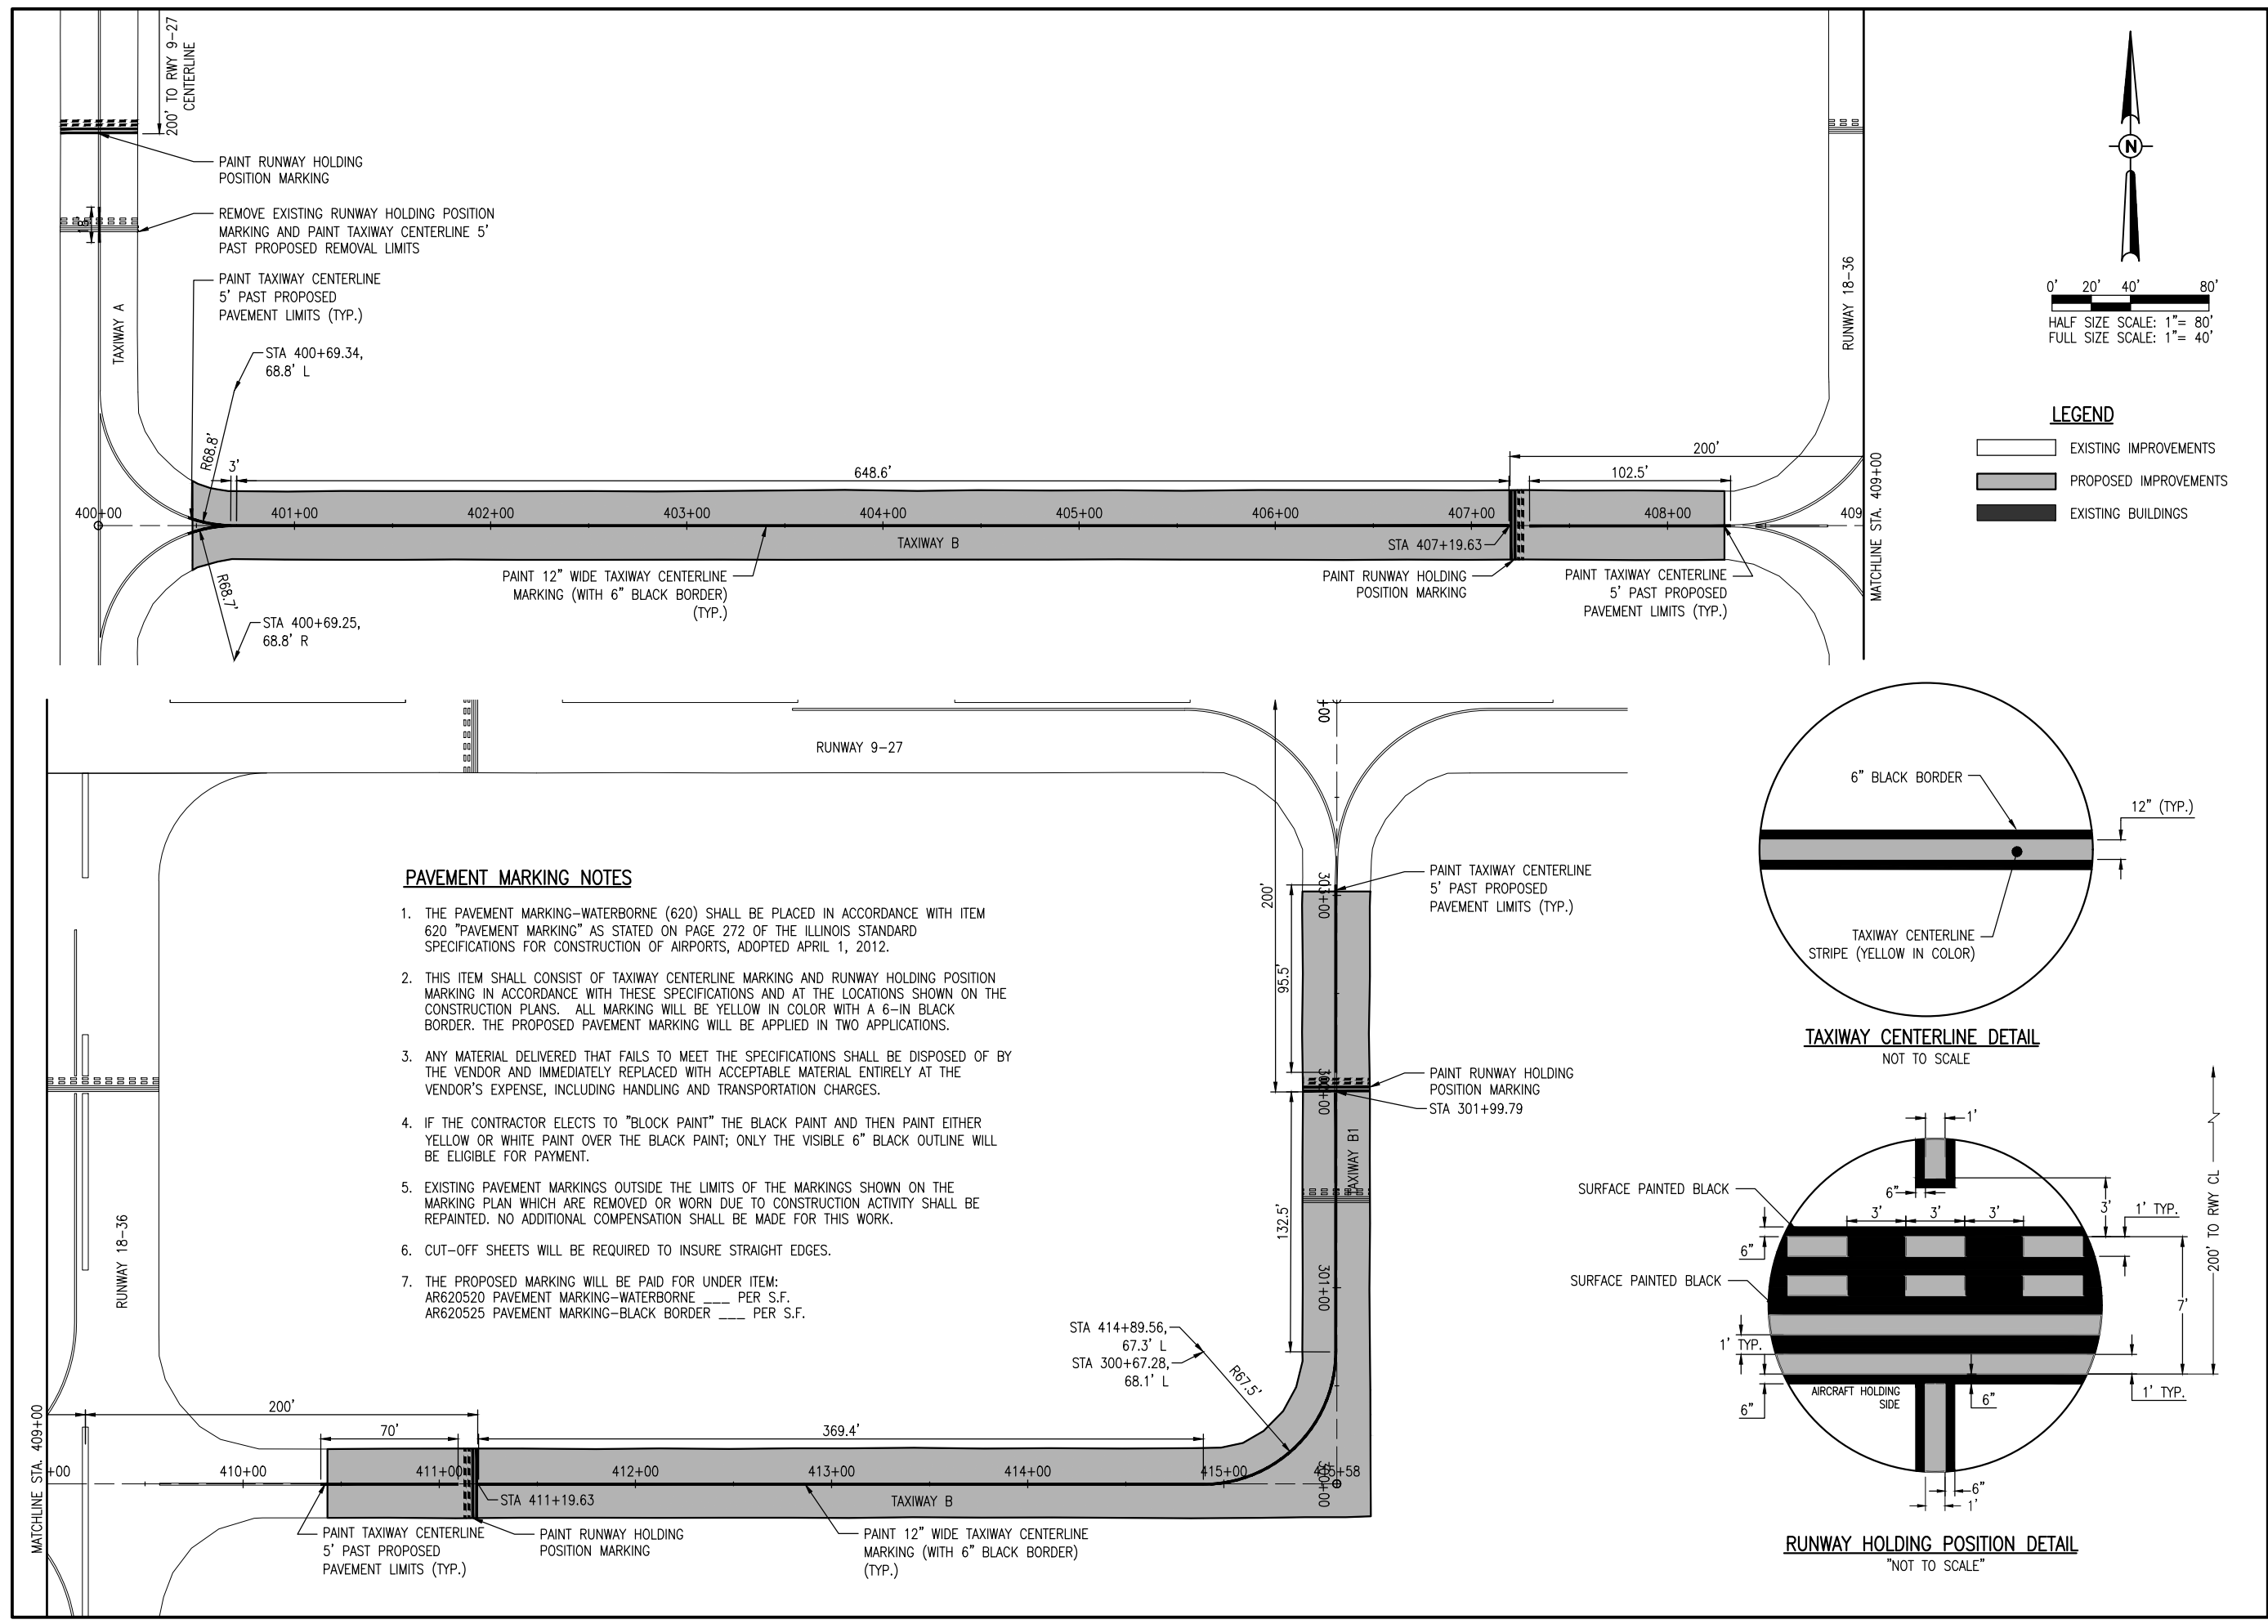 200' TO RWY 9-27
CENTERLINE
PAINT RUNWAY HOLDING
POSITION MARKING
REMOVE EXISTING RUNWAY HOLDING POSITION
MARKING AND PAINT TAXIWAY CENTERLINE 5'
PAST PROPOSED REMOVAL LIMITS
18'
TAXIWAY A
PAINT TAXIWAY CENTERLINE
5' PAST PROPOSED
PAVEMENT LIMITS (TYP.)
STA 400+69.34,
68.8' L
R68.8'
3'
648.6'
200'
102.5'
400+00
401+00
402+00
403+00
404+00
405+00
406+00
407+00
408+00
409
TAXIWAY B
STA 407+19.63
R68.7'
STA 400+69.25,
68.8' R
PAINT 12" WIDE TAXIWAY CENTERLINE
MARKING (WITH 6" BLACK BORDER)
(TYP.)
PAINT RUNWAY HOLDING
POSITION MARKING
PAINT TAXIWAY CENTERLINE
5' PAST PROPOSED
PAVEMENT LIMITS (TYP.)
RUNWAY 18-36
MATCHLINE STA. 409+00
N
0' 20' 40' 80'
HALF SIZE SCALE: 1"= 80'
FULL SIZE SCALE: 1"= 40'
LEGEND
EXISTING IMPROVEMENTS
PROPOSED IMPROVEMENTS
EXISTING BUILDINGS
RUNWAY 9-27
+00
200'
95.5'
132.5'
303+00
301+00
PAINT TAXIWAY CENTERLINE
5' PAST PROPOSED
PAVEMENT LIMITS (TYP.)
PAINT RUNWAY HOLDING
POSITION MARKING
STA 301+99.79
TAXIWAY B1
PAVEMENT MARKING NOTES
1. THE PAVEMENT MARKING-WATERBORNE (620) SHALL BE PLACED IN ACCORDANCE WITH ITEM
620 "PAVEMENT MARKING" AS STATED ON PAGE 272 OF THE ILLINOIS STANDARD
SPECIFICATIONS FOR CONSTRUCTION OF AIRPORTS, ADOPTED APRIL 1, 2012.
2. THIS ITEM SHALL CONSIST OF TAXIWAY CENTERLINE MARKING AND RUNWAY HOLDING POSITION
MARKING IN ACCORDANCE WITH THESE SPECIFICATIONS AND AT THE LOCATIONS SHOWN ON THE
CONSTRUCTION PLANS. ALL MARKING WILL BE YELLOW IN COLOR WITH A 6-IN BLACK
BORDER. THE PROPOSED PAVEMENT MARKING WILL BE APPLIED IN TWO APPLICATIONS.
3. ANY MATERIAL DELIVERED THAT FAILS TO MEET THE SPECIFICATIONS SHALL BE DISPOSED OF BY
THE VENDOR AND IMMEDIATELY REPLACED WITH ACCEPTABLE MATERIAL ENTIRELY AT THE
VENDOR'S EXPENSE, INCLUDING HANDLING AND TRANSPORTATION CHARGES.
4. IF THE CONTRACTOR ELECTS TO "BLOCK PAINT" THE BLACK PAINT AND THEN PAINT EITHER
YELLOW OR WHITE PAINT OVER THE BLACK PAINT; ONLY THE VISIBLE 6" BLACK OUTLINE WILL
BE ELIGIBLE FOR PAYMENT.
5. EXISTING PAVEMENT MARKINGS OUTSIDE THE LIMITS OF THE MARKINGS SHOWN ON THE
MARKING PLAN WHICH ARE REMOVED OR WORN DUE TO CONSTRUCTION ACTIVITY SHALL BE
REPAINTED. NO ADDITIONAL COMPENSATION SHALL BE MADE FOR THIS WORK.
6. CUT-OFF SHEETS WILL BE REQUIRED TO INSURE STRAIGHT EDGES.
7. THE PROPOSED MARKING WILL BE PAID FOR UNDER ITEM:
AR620520 PAVEMENT MARKING-WATERBORNE ___ PER S.F.
AR620525 PAVEMENT MARKING-BLACK BORDER ___ PER S.F.
RUNWAY 18-36
MATCHLINE STA. 409+00
STA 414+89.56,
67.3' L
STA 300+67.28,
68.1' L
R67.5'
200'
70'
369.4'
+00
410+00
411+00
412+00
413+00
414+00
415+00
415+58
300+00
STA 411+19.63
TAXIWAY B
PAINT TAXIWAY CENTERLINE
5' PAST PROPOSED
PAVEMENT LIMITS (TYP.)
PAINT RUNWAY HOLDING
POSITION MARKING
PAINT 12" WIDE TAXIWAY CENTERLINE
MARKING (WITH 6" BLACK BORDER)
(TYP.)
6" BLACK BORDER
12" (TYP.)
TAXIWAY CENTERLINE
STRIPE (YELLOW IN COLOR)
TAXIWAY CENTERLINE DETAIL
NOT TO SCALE
1'
SURFACE PAINTED BLACK
6"
3'
3' 3' 3'
1' TYP.
6"
SURFACE PAINTED BLACK
7'
200' TO RWY CL
1' TYP.
AIRCRAFT HOLDING
SIDE
6"
6"
1' TYP.
6"
1'
RUNWAY HOLDING POSITION DETAIL
"NOT TO SCALE"